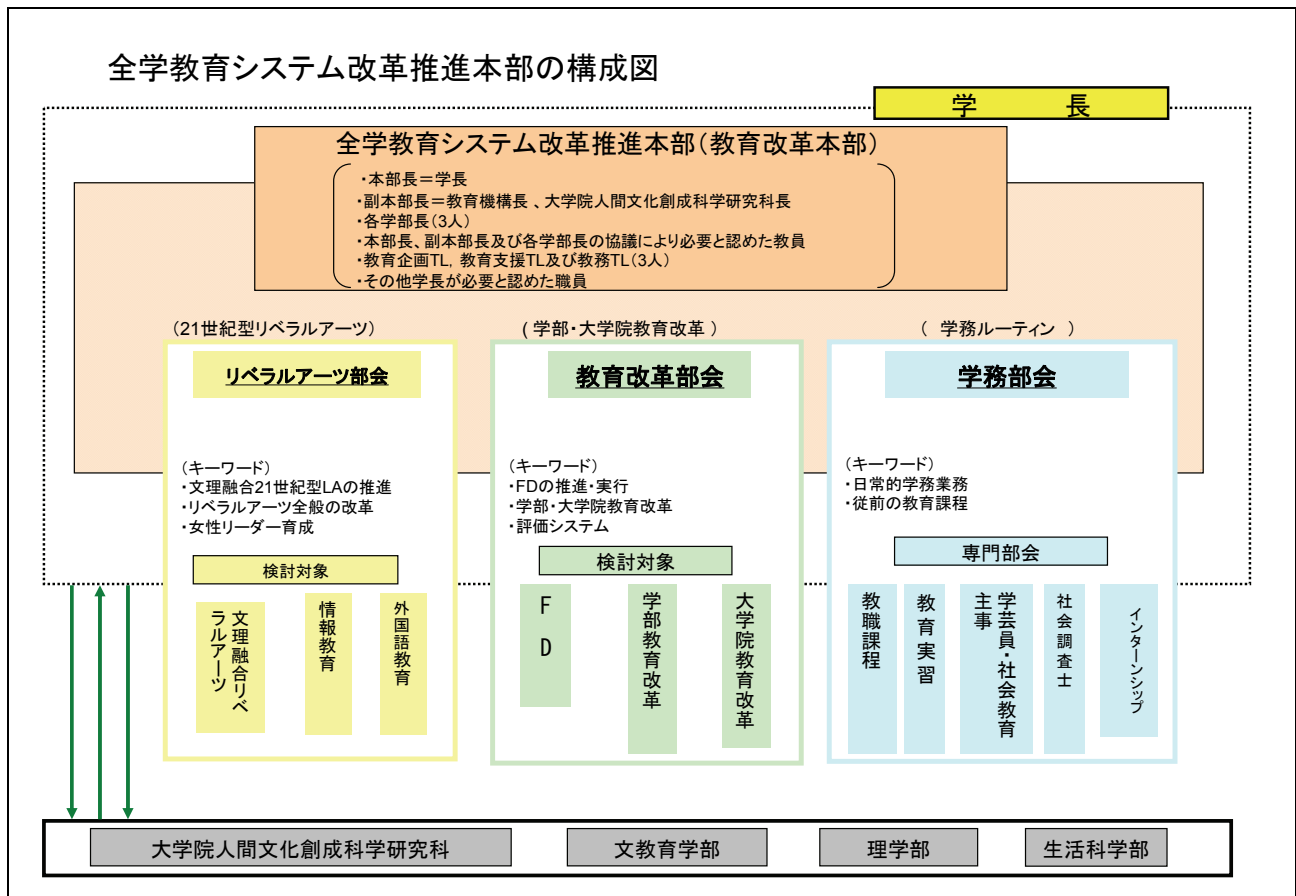 全学教育システム改革推進本部の構成図
学　　　長
全学教育システム改革推進本部(教育改革本部)
・本部長＝学長
・副本部長＝教育機構長 、大学院人間文化創成科学研究科長
・各学部長(3人)
・本部長、副本部長及び各学部長の協議により必要と認めた教員
・教育企画TL，教育支援TL及び教務TL(3人)
・その他学長が必要と認めた職員
(21世紀型リベラルアーツ)
リベラルアーツ部会
(キーワード)
・文理融合21世紀型LAの推進
・リベラルアーツ全般の改革
・女性リーダー育成
検討対象
文理融合リベ
ラルアーツ
情報教育
外国語教育
( 学部・大学院教育改革 )
教育改革部会
(キーワード)
・FDの推進・実行
・学部・大学院教育改革
・評価システム
検討対象
FD
学部教育改革
大学院教育改革
（ 学務ルーティン ）
学務部会
(キーワード)
・日常的学務業務
・従前の教育課程
専門部会
教職課程
教育実習
学芸員・社会教育
主事
社会調査士
インターンシップ
大学院人間文化創成科学研究科
文教育学部
理学部
生活科学部